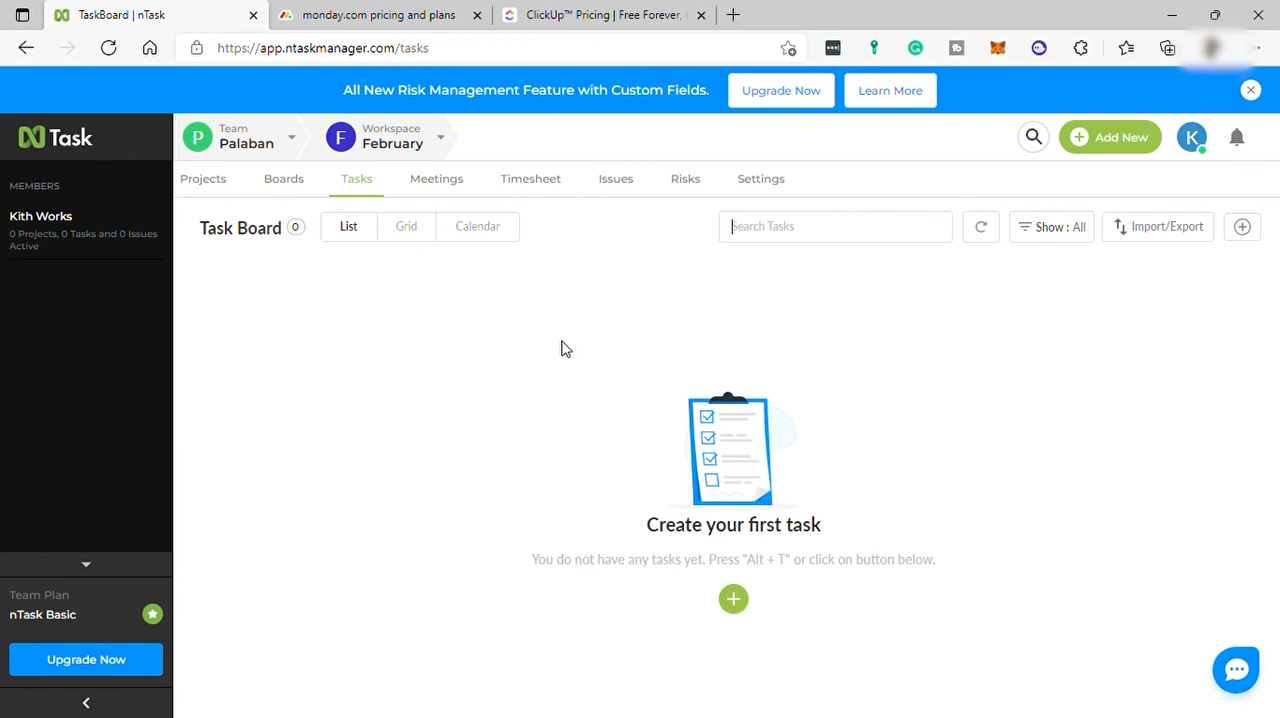 TaskBoard | nTask
monday.com pricing and plans
ClickUp™ Pricing | Free Forever,
https://app.ntaskmanager.com/tasks
All New Risk Management Feature with Custom Fields.
Upgrade Now
Learn More
Task
P
Team
Palaban
F
Workspace
February
Add New
K
MEMBERS
Kith Works
0 Projects, 0 Tasks and 0 Issues
Active
Projects
Boards
Tasks
Meetings
Timesheet
Issues
Risks
Settings
Task Board 0
List
Grid
Calendar
Search Tasks
Show : All
Import/Export
Create your first task
You do not have any tasks yet. Press "Alt + T" or click on button below.
Team Plan
nTask Basic
Upgrade Now